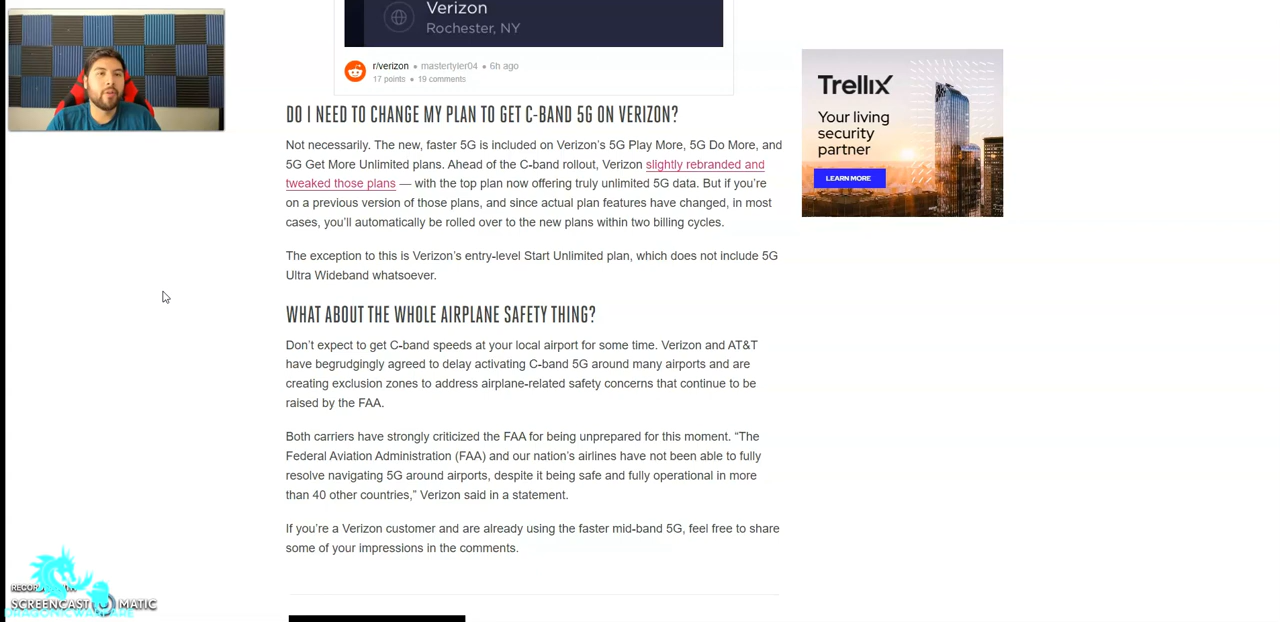 Verizon
Rochester, NY
r/verizon • mastertyler04 • 6h ago
17 points • 19 comments
DO I NEED TO CHANGE MY PLAN TO GET C-BAND 5G ON VERIZON?
Not necessarily. The new, faster 5G is included on Verizon's 5G Play More, 5G Do More, and
5G Get More Unlimited plans. Ahead of the C-band rollout, Verizon slightly rebranded and
tweaked those plans — with the top plan now offering truly unlimited 5G data. But if you're
on a previous version of those plans, and since actual plan features have changed, in most
cases, you'll automatically be rolled over to the new plans within two billing cycles.
The exception to this is Verizon's entry-level Start Unlimited plan, which does not include 5G
Ultra Wideband whatsoever.
WHAT ABOUT THE WHOLE AIRPLANE SAFETY THING?
Don't expect to get C-band speeds at your local airport for some time. Verizon and AT&T
have begrudgingly agreed to delay activating C-band 5G around many airports and are
creating exclusion zones to address airplane-related safety concerns that continue to be
raised by the FAA.
Both carriers have strongly criticized the FAA for being unprepared for this moment. “The
Federal Aviation Administration (FAA) and our nation's airlines have not been able to fully
resolve navigating 5G around airports, despite it being safe and fully operational in more
than 40 other countries,” Verizon said in a statement.
If you're a Verizon customer and are already using the faster mid-band 5G, feel free to share
some of your impressions in the comments.
Trellix
Your living
security
partner
LEARN MORE
SCREENCAST MATIC